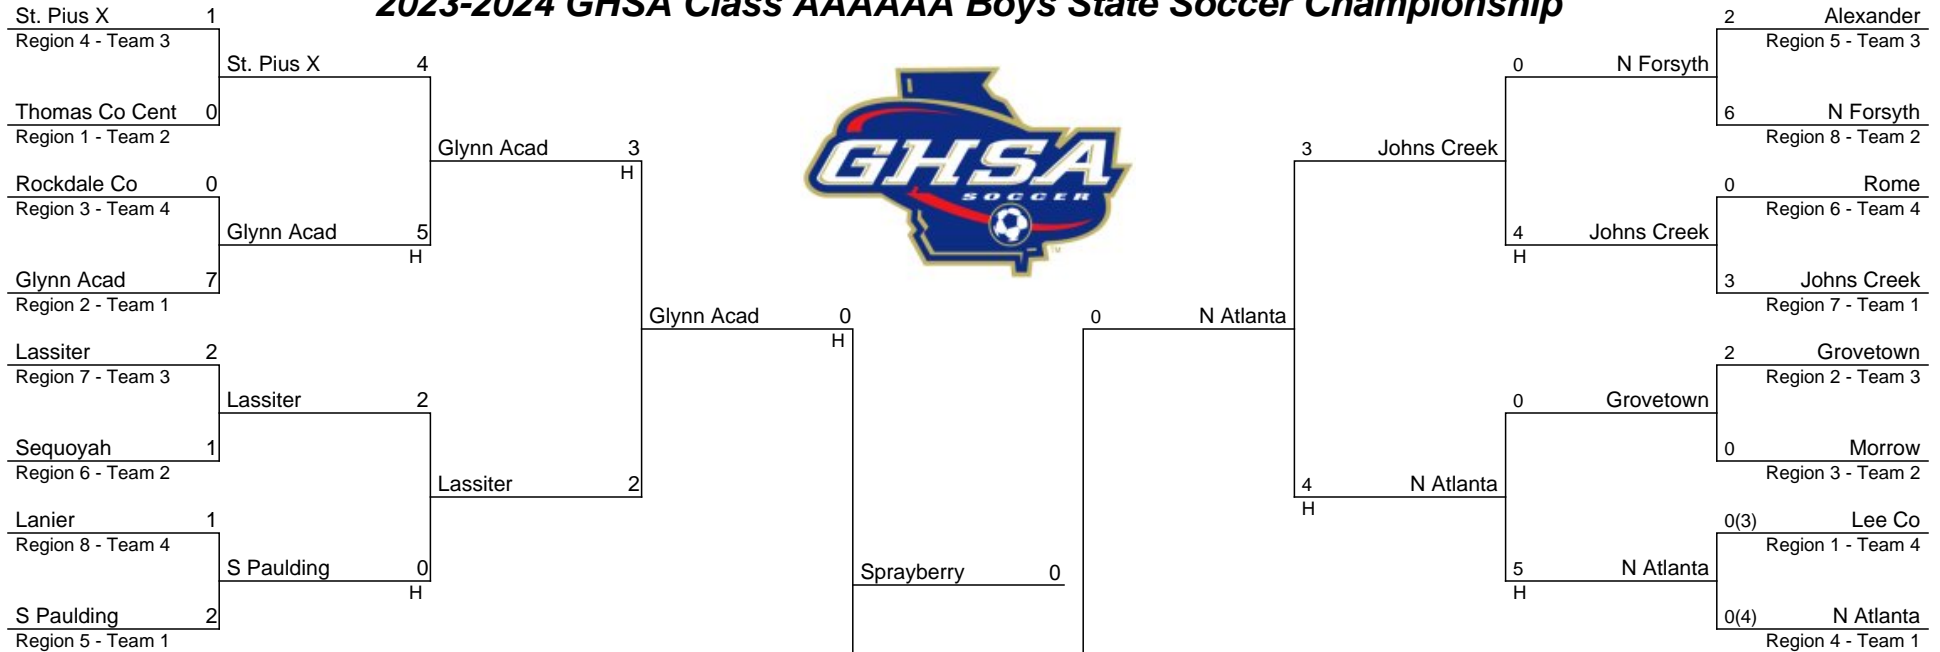 2023-2024 GHSA Class AAAAAA Boys State Soccer Championship
St. Pius X 1
Region 4 - Team 3
St. Pius X 4
Thomas Co Cent 0
Region 1 - Team 2
Glynn Acad 3
H
Rockdale Co 0
Region 3 - Team 4
Glynn Acad 5
H
Glynn Acad 7
Region 2 - Team 1
Glynn Acad 0
H
Lassiter 2
Region 7 - Team 3
Lassiter 2
Sequoyah 1
Region 6 - Team 2
Lassiter 2
Lanier 1
Region 8 - Team 4
S Paulding 0
H
S Paulding 2
Region 5 - Team 1
Sprayberry 0
GHSA
SOCCER
TM
2 Alexander
Region 5 - Team 3
0 N Forsyth
6 N Forsyth
Region 8 - Team 2
3 Johns Creek
0 Rome
Region 6 - Team 4
4 Johns Creek
H
3 Johns Creek
Region 7 - Team 1
0 N Atlanta
2 Grovetown
Region 2 - Team 3
0 Grovetown
0 Morrow
Region 3 - Team 2
4 N Atlanta
H
0(3) Lee Co
Region 1 - Team 4
5 N Atlanta
H
0(4) N Atlanta
Region 4 - Team 1